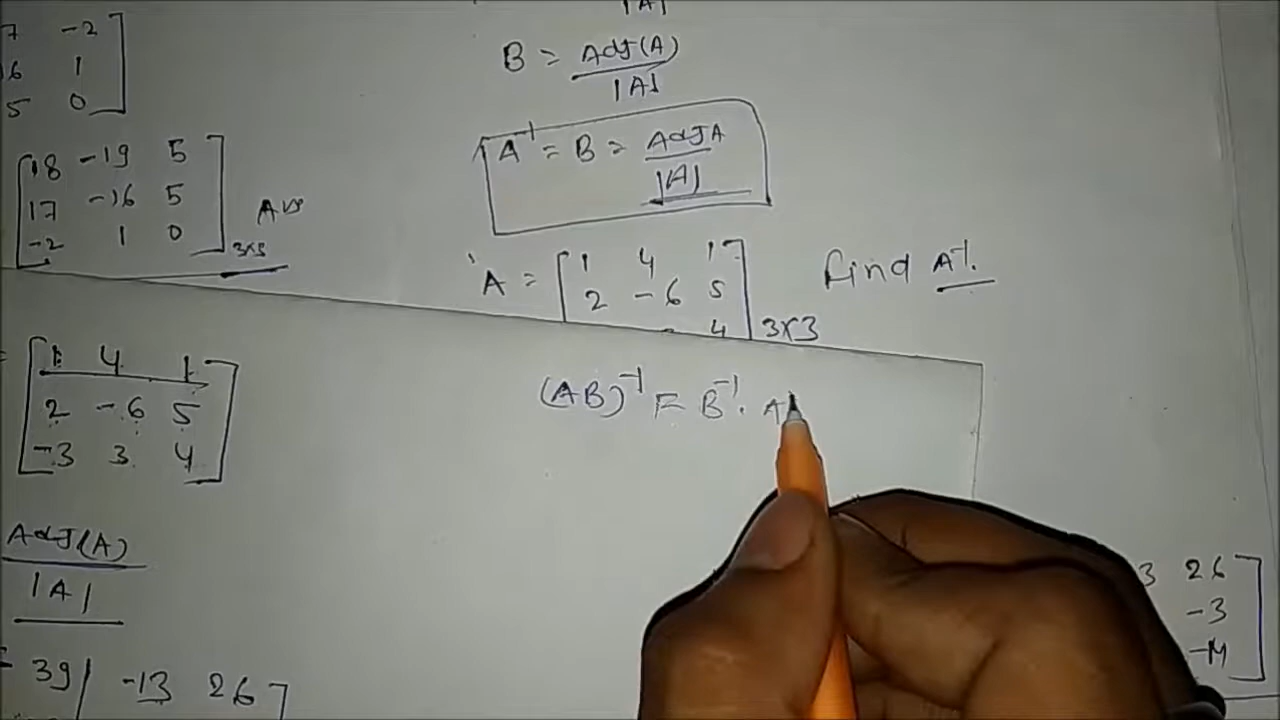 7 -2
6 1
5 0
[18 -19 5
17 -16 5
-2 1 0] 3x3 Ans
|A|
B = Adj(A)
|A|
A⁻¹ = B = Adj A
|A|
A = [1 4 1
2 -6 5
4] 3x3
Find A⁻¹.
[1 4 1
2 -6 5
-3 3 4]
Adj(A)
|A|
39 -13 26
(AB)⁻¹ = B⁻¹. A
3 26
-3